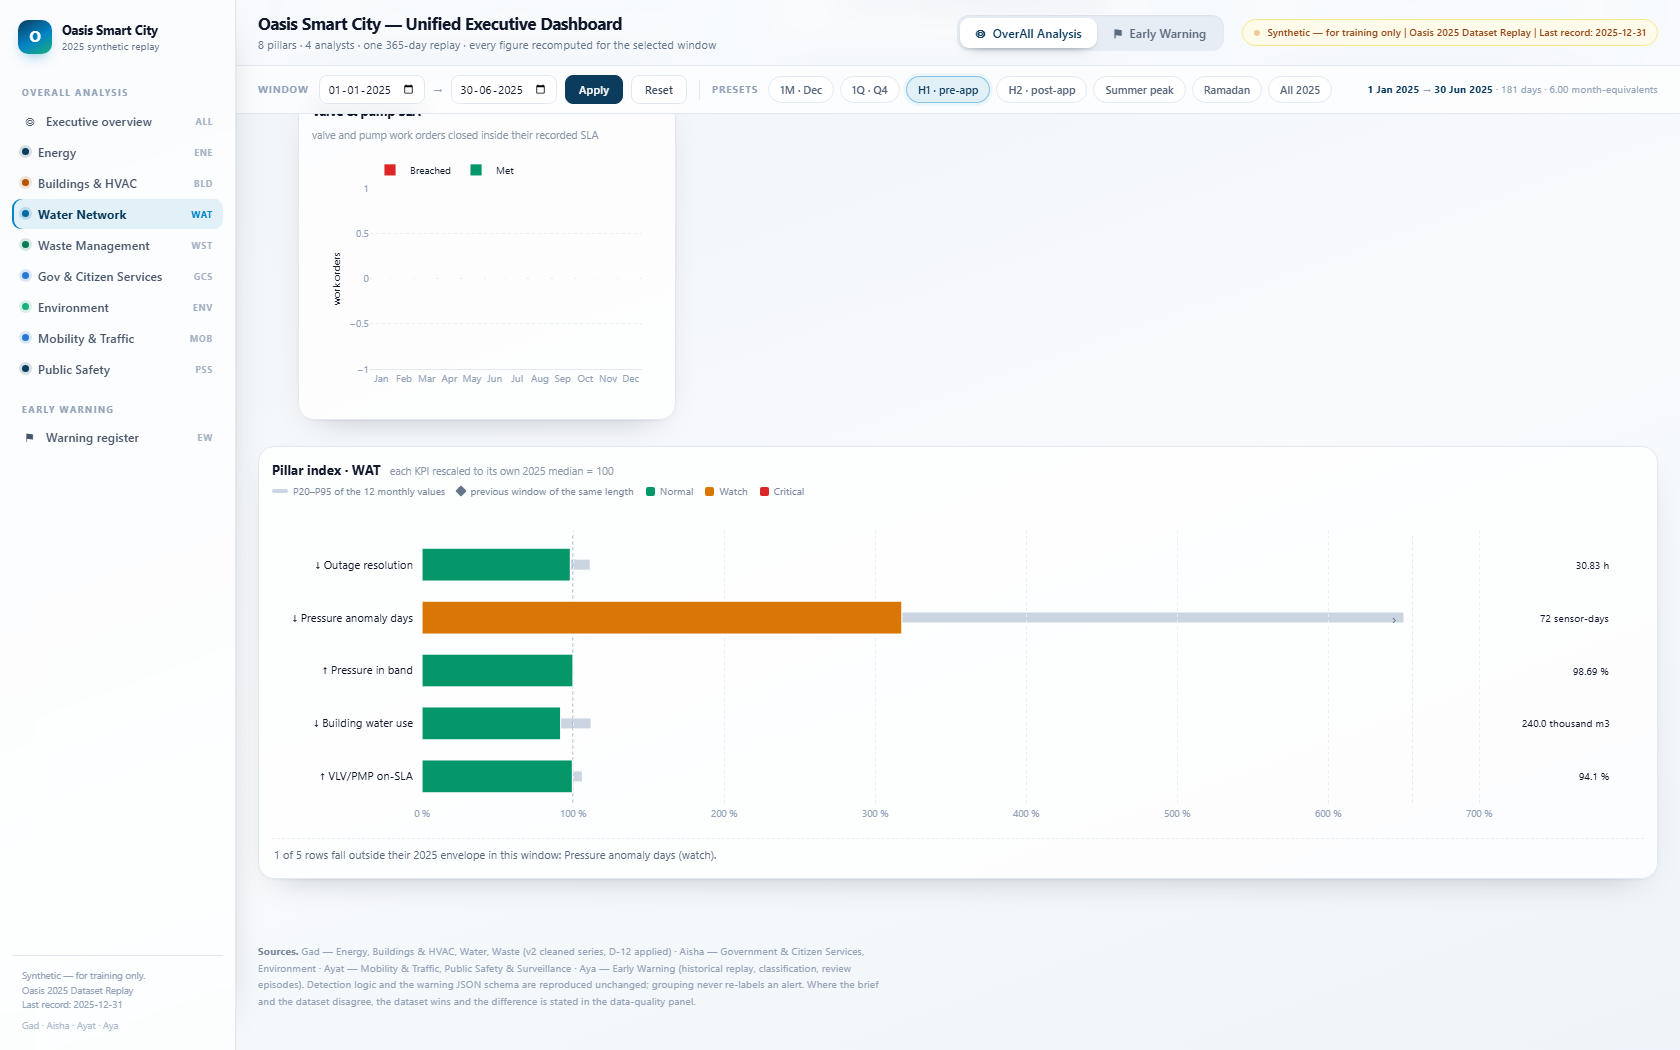 O
Oasis Smart City
2025 synthetic replay
OVERALL ANALYSIS
Executive overview ALL
Energy ENE
Buildings & HVAC BLD
Water Network WAT
Waste Management WST
Gov & Citizen Services GCS
Environment ENV
Mobility & Traffic MOB
Public Safety PSS
EARLY WARNING
Warning register EW
Synthetic — for training only.
Oasis 2025 Dataset Replay
Last record: 2025-12-31
Gad · Aisha · Ayat · Aya
Oasis Smart City — Unified Executive Dashboard
8 pillars · 4 analysts · one 365-day replay · every figure recomputed for the selected window
OverAll Analysis
Early Warning
Synthetic — for training only | Oasis 2025 Dataset Replay | Last record: 2025-12-31
WINDOW 01-01-2025 → 30-06-2025 Apply Reset PRESETS 1M · Dec 1Q · Q4 H1 · pre-app H2 · post-app Summer peak Ramadan All 2025 1 Jan 2025 → 30 Jun 2025 · 181 days · 6.00 month-equivalents
Valve & pump SLA
valve and pump work orders closed inside their recorded SLA
Breached Met
1
0.5
0
−0.5
−1
work orders
Jan Feb Mar Apr May Jun Jul Aug Sep Oct Nov Dec
Pillar index · WAT each KPI rescaled to its own 2025 median = 100
P20–P95 of the 12 monthly values previous window of the same length Normal Watch Critical
↓ Outage resolution 30.83 h
↓ Pressure anomaly days › 72 sensor-days
↑ Pressure in band 98.69 %
↓ Building water use 240.0 thousand m3
↑ VLV/PMP on-SLA 94.1 %
0 % 100 % 200 % 300 % 400 % 500 % 600 % 700 %
1 of 5 rows fall outside their 2025 envelope in this window: Pressure anomaly days (watch).
Sources. Gad — Energy, Buildings & HVAC, Water, Waste (v2 cleaned series, D-12 applied) · Aisha — Government & Citizen Services,
Environment · Ayat — Mobility & Traffic, Public Safety & Surveillance · Aya — Early Warning (historical replay, classification, review
episodes). Detection logic and the warning JSON schema are reproduced unchanged; grouping never re-labels an alert. Where the brief
and the dataset disagree, the dataset wins and the difference is stated in the data-quality panel.